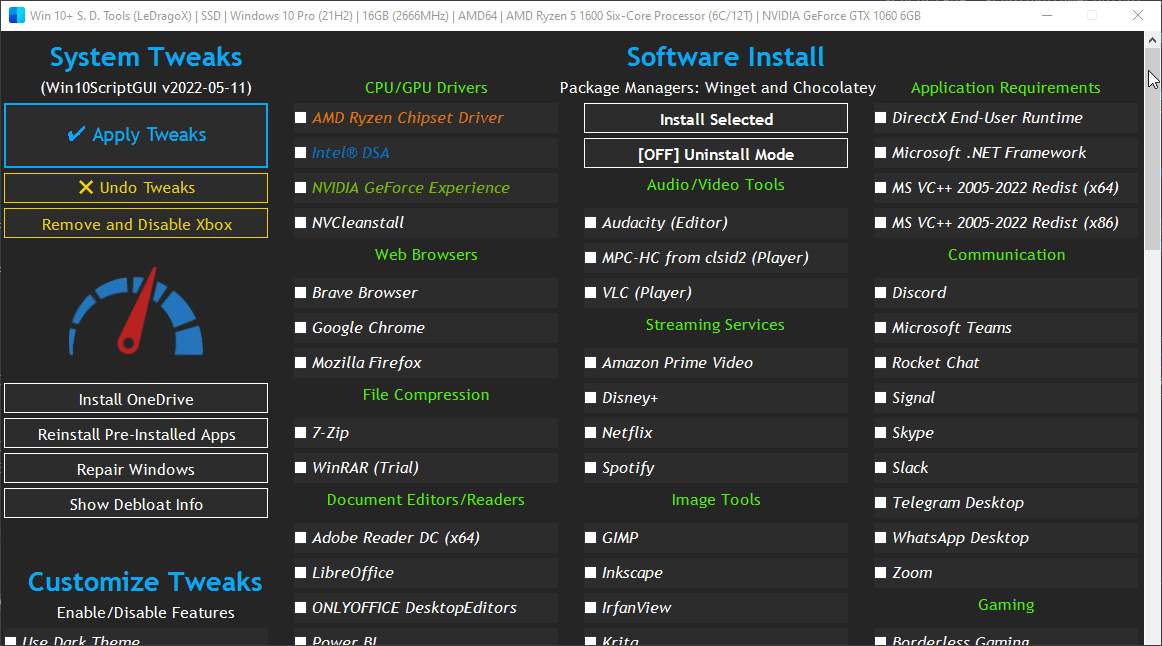 Win 10+ S. D. Tools (LeDragoX) | SSD | Windows 10 Pro (21H2) | 16GB (2666MHz) | AMD64 | AMD Ryzen 5 1600 Six-Core Processor (6C/12T) | NVIDIA GeForce GTX 1060 6GB
System Tweaks
(Win10ScriptGUI v2022-05-11)
✔ Apply Tweaks
❌ Undo Tweaks
Remove and Disable Xbox
Install OneDrive
Reinstall Pre-Installed Apps
Repair Windows
Show Debloat Info
Customize Tweaks
Enable/Disable Features
Use Dark Theme
CPU/GPU Drivers
AMD Ryzen Chipset Driver
Intel® DSA
NVIDIA GeForce Experience
NVCleanstall
Web Browsers
Brave Browser
Google Chrome
Mozilla Firefox
File Compression
7-Zip
WinRAR (Trial)
Document Editors/Readers
Adobe Reader DC (x64)
LibreOffice
ONLYOFFICE DesktopEditors
Power BI
Software Install
Package Managers: Winget and Chocolatey
Install Selected
[OFF] Uninstall Mode
Audio/Video Tools
Audacity (Editor)
MPC-HC from clsid2 (Player)
VLC (Player)
Streaming Services
Amazon Prime Video
Disney+
Netflix
Spotify
Image Tools
GIMP
Inkscape
IrfanView
Krita
Application Requirements
DirectX End-User Runtime
Microsoft .NET Framework
MS VC++ 2005-2022 Redist (x64)
MS VC++ 2005-2022 Redist (x86)
Communication
Discord
Microsoft Teams
Rocket Chat
Signal
Skype
Slack
Telegram Desktop
WhatsApp Desktop
Zoom
Gaming
Borderless Gaming